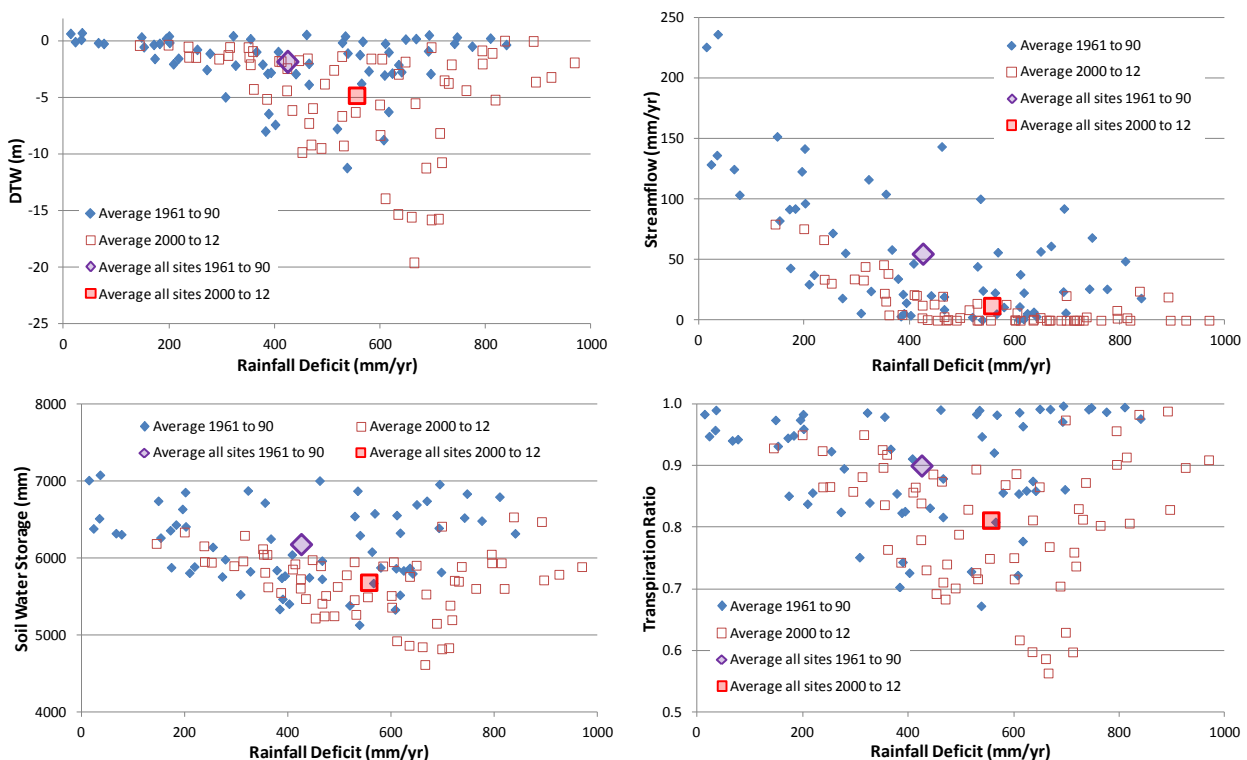 0
-5
-10
-15
-20
-25
DTW (m)
Average 1961 to 90
Average 2000 to 12
Average all sites 1961 to 90
Average all sites 2000 to 12
0 200 400 600 800 1000
Rainfall Deficit (mm/yr)
250
200
150
100
50
0
Streamflow (mm/yr)
Average 1961 to 90
Average 2000 to 12
Average all sites 1961 to 90
Average all sites 2000 to 12
0 200 400 600 800 1000
Rainfall Deficit (mm/yr)
8000
7000
6000
5000
4000
Soil Water Storage (mm)
Average 1961 to 90 Average 2000 to 12
Average all sites 1961 to 90 Average all sites 2000 to 12
0 200 400 600 800 1000
Rainfall Deficit (mm/yr)
1.0
0.9
0.8
0.7
0.6
0.5
Transpiration Ratio
Average 1961 to 90
Average 2000 to 12
Average all sites 1961 to 90
Average all sites 2000 to 12
0 200 400 600 800 1000
Rainfall Deficit (mm/yr)